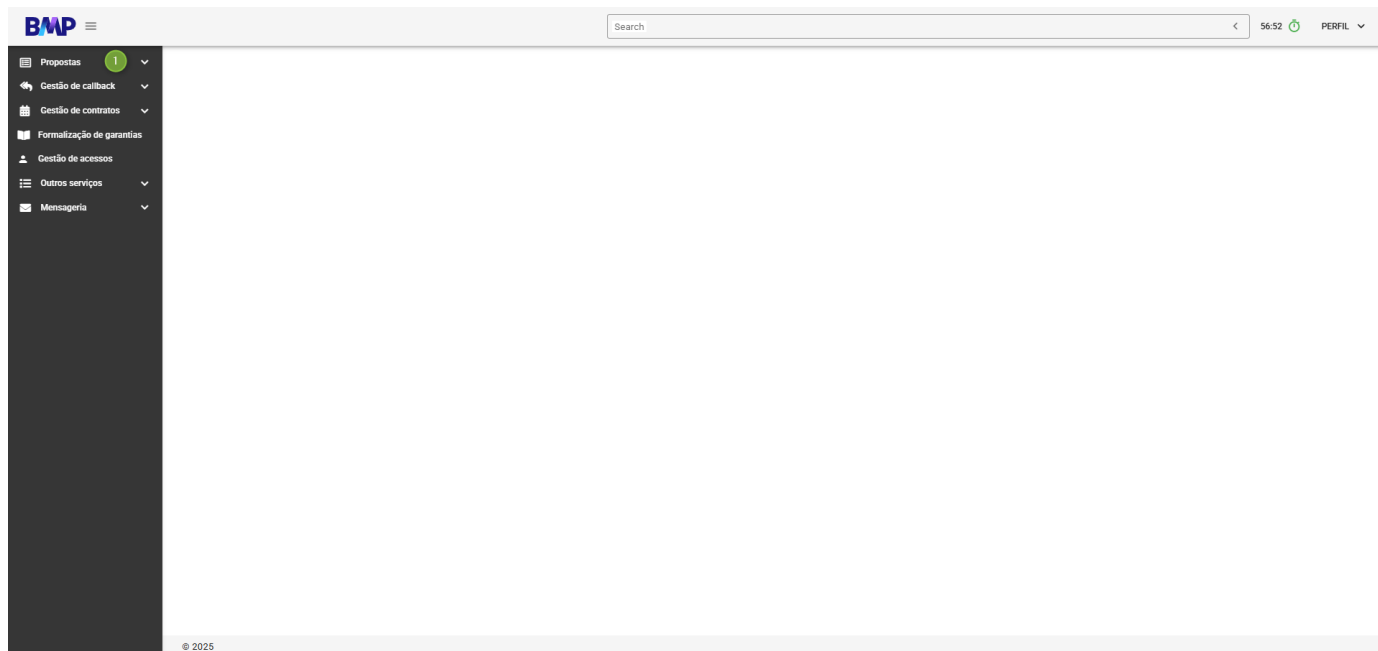 BMP
Search
56:52
PERFIL
Propostas
1
Gestão de callback
Gestão de contratos
Formalização de garantias
Gestão de acessos
Outros serviços
Mensageria
© 2025